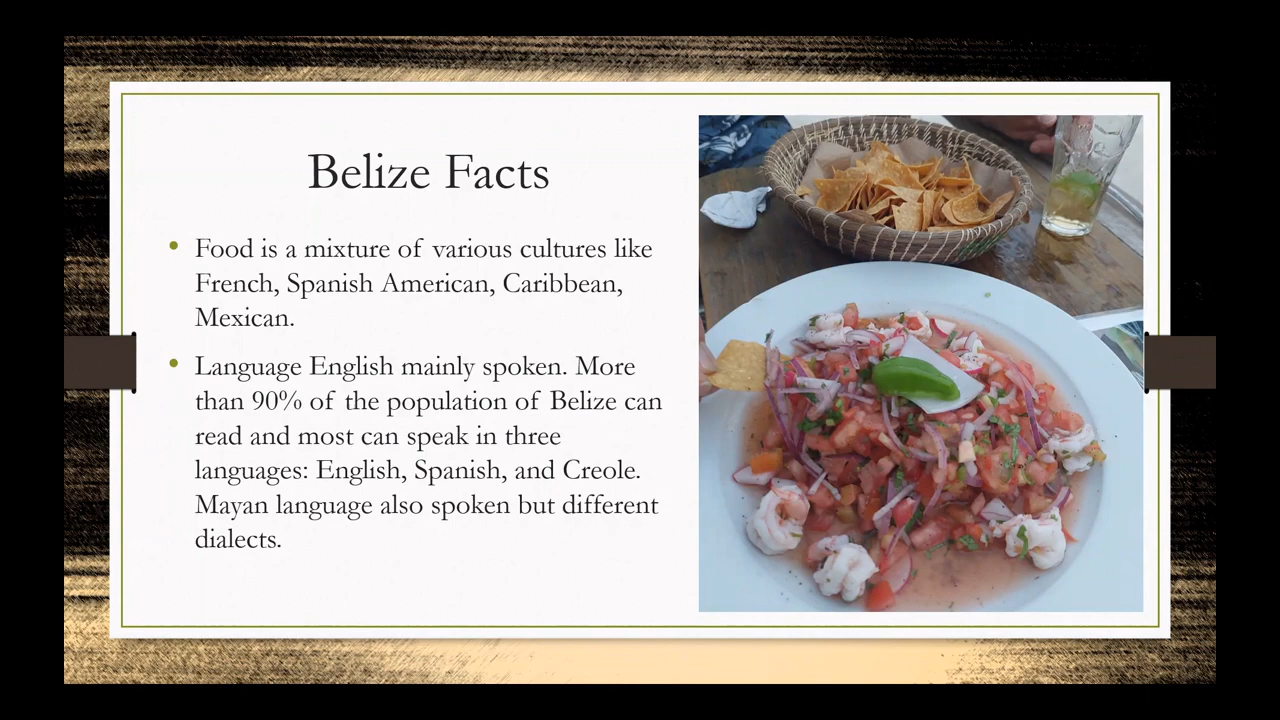 Belize Facts
Food is a mixture of various cultures like
French, Spanish American, Caribbean,
Mexican.
Language English mainly spoken. More
than 90% of the population of Belize can
read and most can speak in three
languages: English, Spanish, and Creole.
Mayan language also spoken but different
dialects.